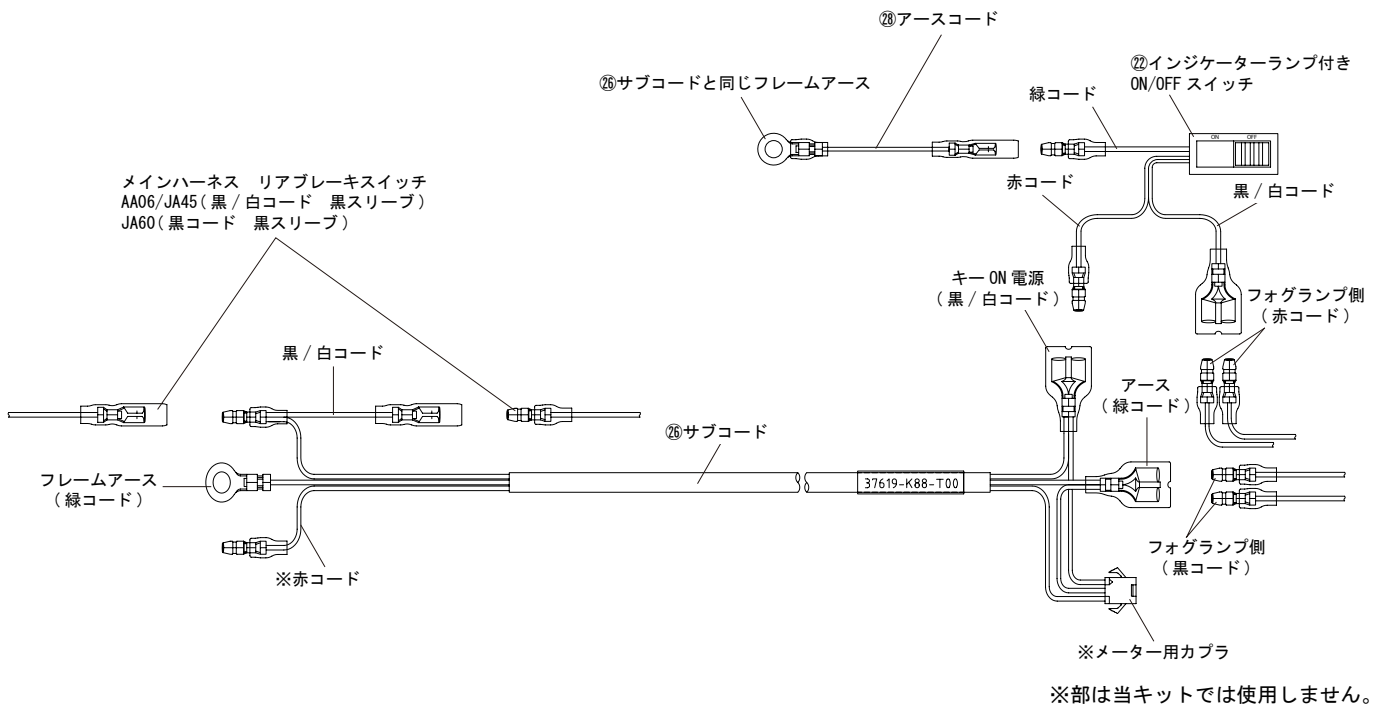 ㉘アースコード
㉖サブコードと同じフレームアース
㉒インジケーターランプ付き
ON/OFF スイッチ
緑コード
ON OFF
メインハーネス　リアブレーキスイッチ
AA06/JA45(黒/白コード　黒スリーブ)
JA60(黒コード　黒スリーブ)
赤コード
黒/白コード
キーON電源
(黒/白コード)
フォグランプ側
(赤コード)
黒/白コード
アース
(緑コード)
㉖サブコード
フレームアース
(緑コード)
37619-K88-T00
フォグランプ側
(黒コード)
※赤コード
※メーター用カプラ
※部は当キットでは使用しません。